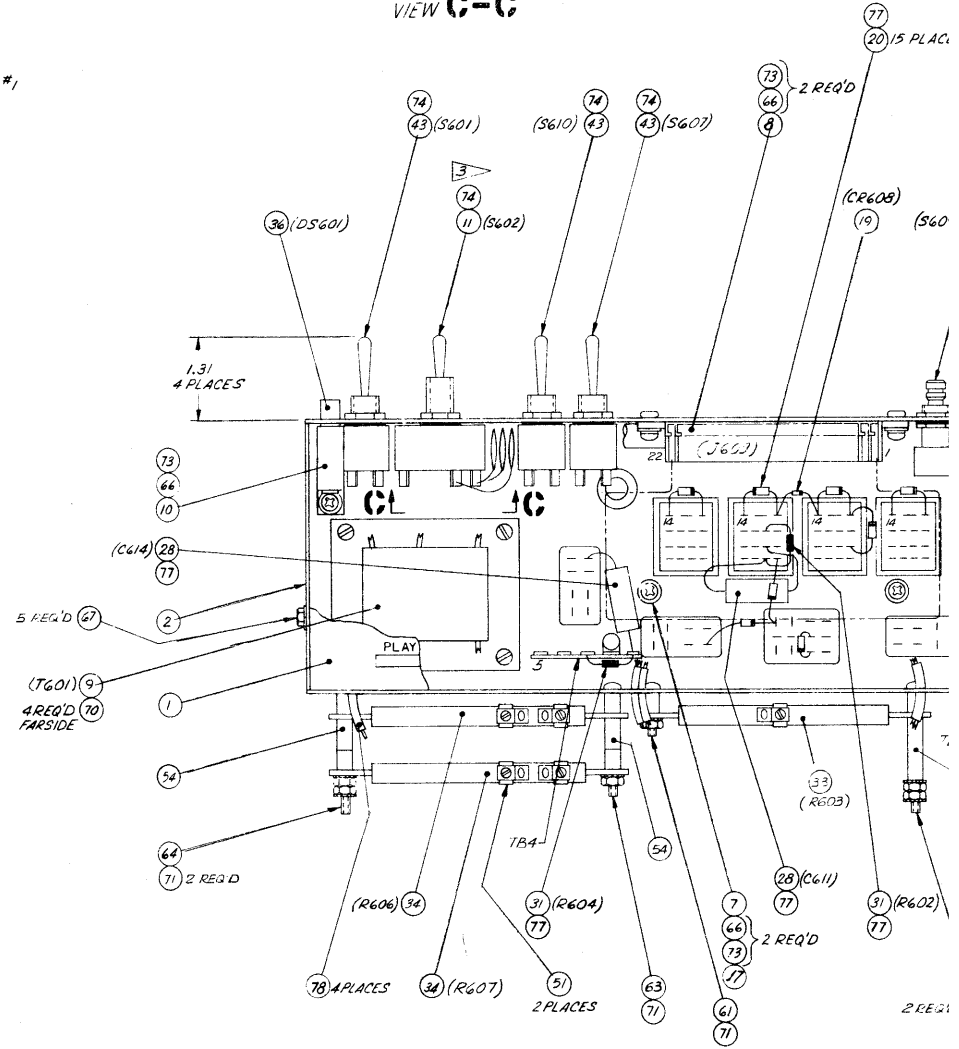 VIEW C-C
#1
77
20 15 PLAC
73
66 2 REQ'D
8
74
43 (S601)
74
(S610) 43
74
43 (S607)
3
74
11 (S602)
(CR608)
19
(S60
36 (DS601)
1.31
4 PLACES
22 (J603) 1
73
66
10
C C
14 14 14 14
(C614) 28
77
2
5 REQ'D 67
PLAY
5
(T601) 9
4 REQ'D 70
FARSIDE
1
54
33
(R603)
TB4
54
64
71 2 REQ'D
(R606) 34
31 (R604)
77
28 (C611)
77
31 (R602)
77
7
66
73 2 REQ'D
17
78 4 PLACES
34 (R607)
51
2 PLACES
63
71
61
71
2 REQ'